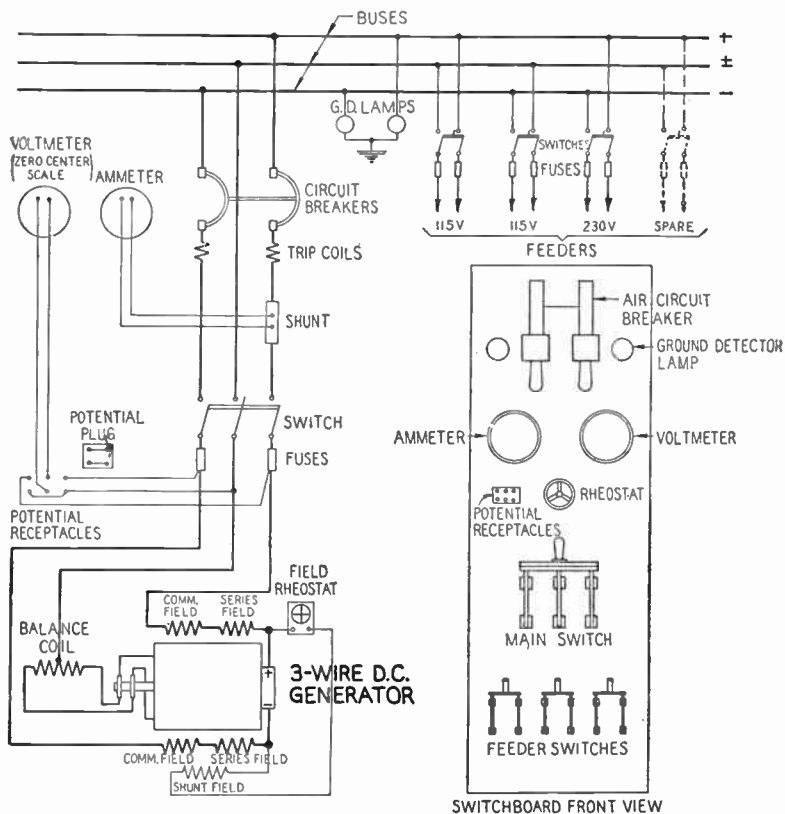 BUSES
+
±
−
G.D. LAMPS
VOLTMETER
(ZERO CENTER
SCALE)
AMMETER
CIRCUIT
BREAKERS
SWITCHES
FUSES
115V
115V
230V
SPARE
FEEDERS
TRIP COILS
SHUNT
POTENTIAL
PLUG
SWITCH
FUSES
POTENTIAL
RECEPTACLES
FIELD
RHEOSTAT
COMM.
FIELD
SERIES
FIELD
BALANCE
COIL
+
−
3-WIRE D.C.
GENERATOR
COMM. FIELD
SERIES FIELD
SHUNT FIELD
AIR CIRCUIT
BREAKER
GROUND DETECTOR
LAMP
AMMETER
VOLTMETER
POTENTIAL
RECEPTACLES
RHEOSTAT
MAIN SWITCH
FEEDER SWITCHES
SWITCHBOARD FRONT VIEW